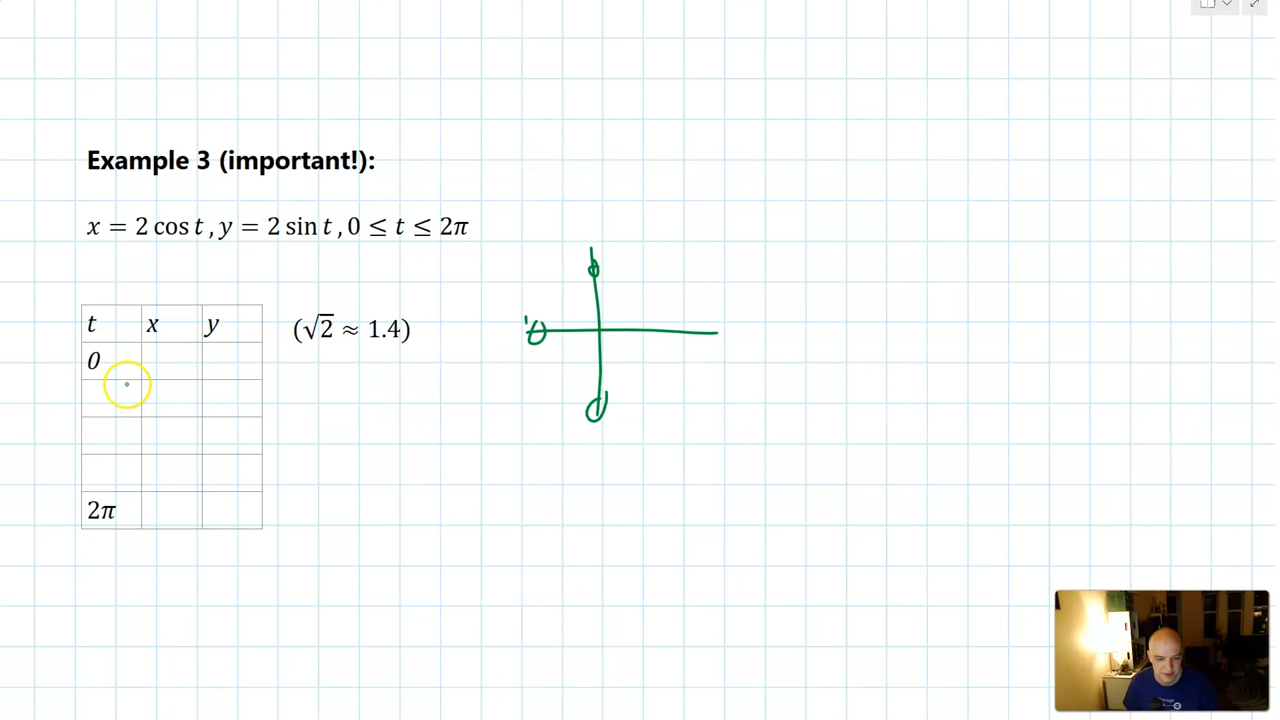 Example 3 (important!):
x = 2 cos t , y = 2 sin t , 0 ≤ t ≤ 2π
t x y
(√2 ≈ 1.4)
0
2π